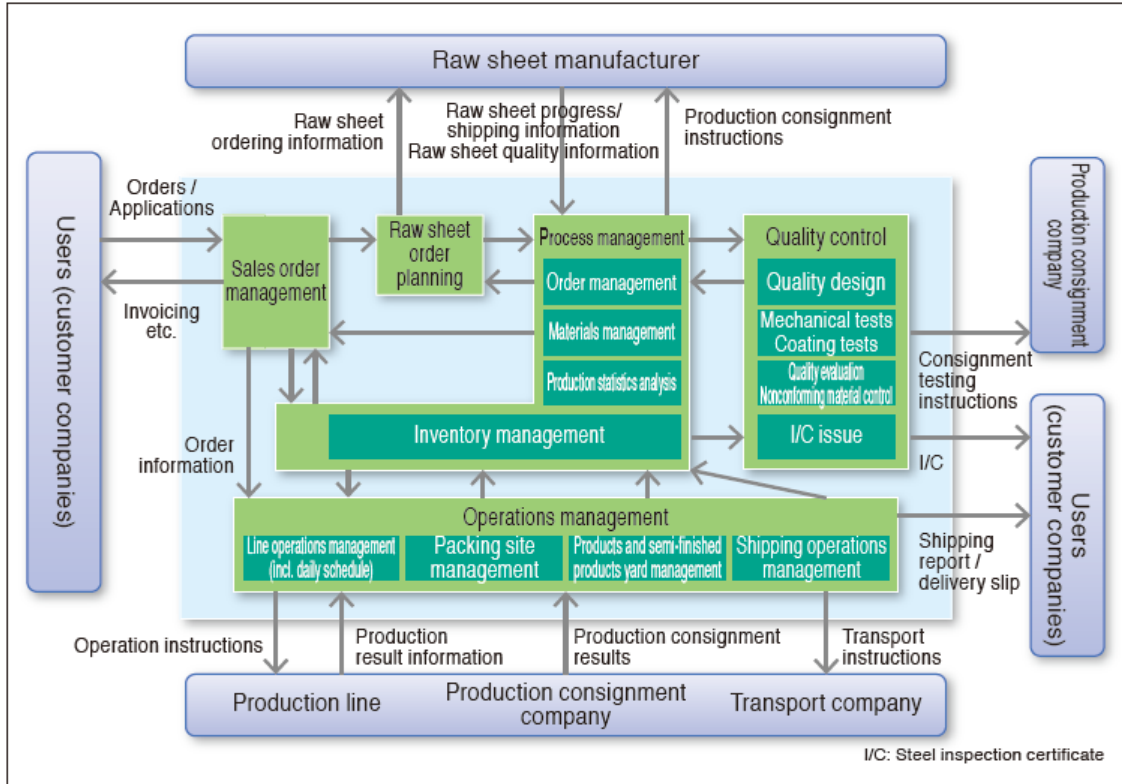 Raw sheet manufacturer
Raw sheet
ordering information
Raw sheet progress/
shipping information
Raw sheet quality information
Production consignment
instructions
Users (customer companies)
Orders /
Applications
Invoicing
etc.
Sales order
management
Raw sheet
order
planning
Process management
Order management
Materials management
Production statistics analysis
Inventory management
Quality control
Quality design
Mechanical tests
Coating tests
Quality evaluation
Nonconforming material control
I/C issue
Production consignment
company
Consignment
testing
instructions
I/C
Users
(customer companies)
Order
information
Operations management
Line operations management
(incl. daily schedule)
Packing site
management
Products and semi-finished
products yard management
Shipping operations
management
Shipping
report /
delivery slip
Operation instructions
Production
result information
Production consignment
results
Transport
instructions
Production line
Production consignment
company
Transport company
I/C: Steel inspection certificate